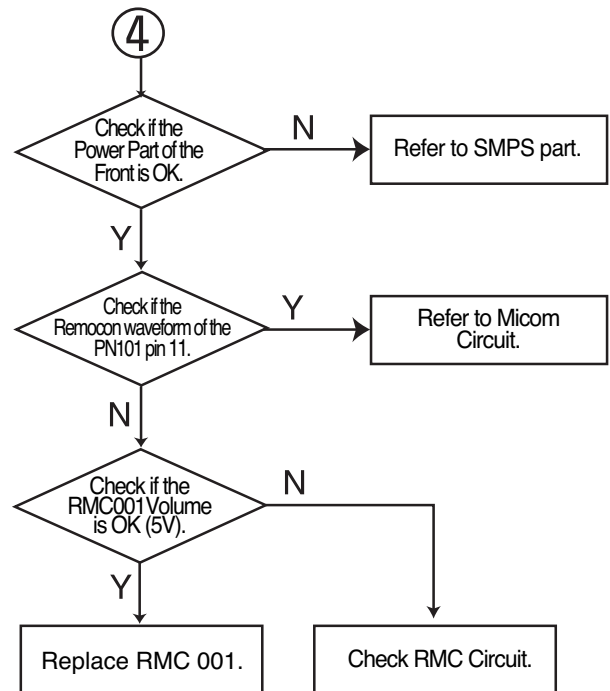 4
Check if the
Power Part of the
Front is OK.
N
Refer to SMPS part.
Y
Check if the
Remocon waveform of the
PN101 pin 11.
Y
Refer to Micom
Circuit.
N
Check if the
RMC001 Volume
is OK (5V).
N
Y
Replace RMC 001.
Check RMC Circuit.